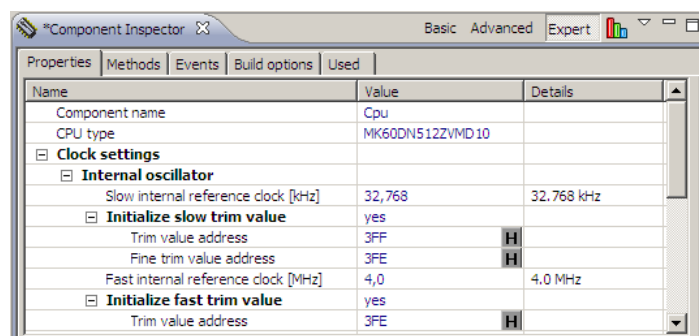 *Component Inspector Basic Advanced Expert
Properties Methods Events Build options Used
Name Value Details
Component name Cpu
CPU type MK60DN512ZVMD10
Clock settings
Internal oscillator
Slow internal reference clock [kHz] 32,768 32.768 kHz
Initialize slow trim value yes
Trim value address 3FF H
Fine trim value address 3FE H
Fast internal reference clock [MHz] 4,0 4.0 MHz
Initialize fast trim value yes
Trim value address 3FE H